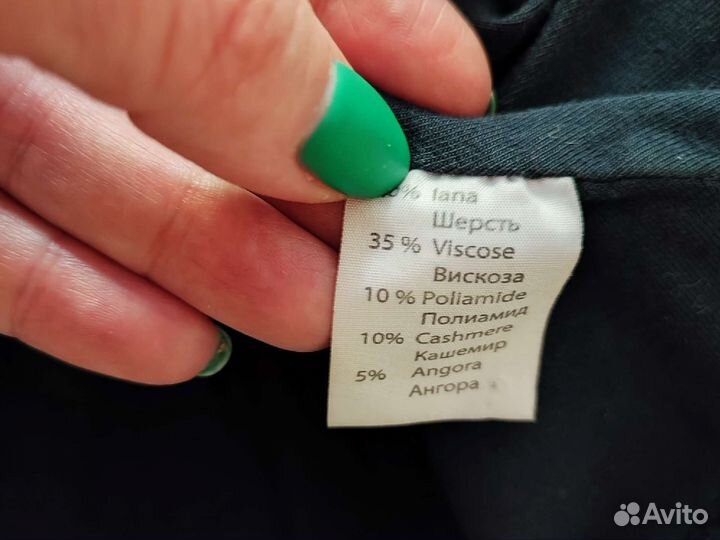 % lana
Шерсть
35 % Viscose
Вискоза
10 % Poliamide
Полиамид
10% Cashmere
Кашемир
5% Angora
Ангора
Avito